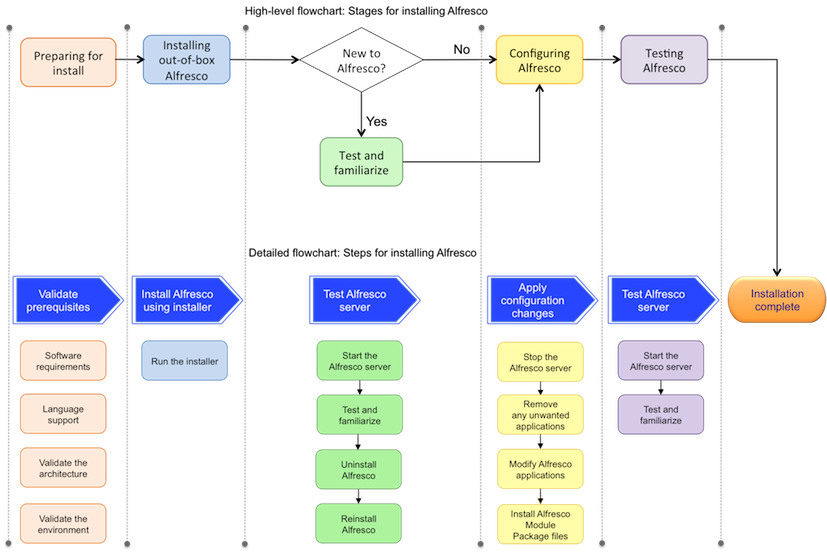 High-level flowchart: Stages for installing Alfresco
Preparing for
install
Installing
out-of-box
Alfresco
New to
Alfresco?
No
Configuring
Alfresco
Testing
Alfresco
Yes
Test and
familiarize
Detailed flowchart: Steps for installing Alfresco
Validate
prerequisites
Install Alfresco
using installer
Test Alfresco
server
Apply
configuration
changes
Test Alfresco
server
Installation
complete
Software
requirements
Language
support
Validate the
architecture
Validate the
environment
Run the installer
Start the
Alfresco server
Test and
familiarize
Uninstall
Alfresco
Reinstall
Alfresco
Stop the
Alfresco server
Remove
any unwanted
applications
Modify Alfresco
applications
Install Alfresco
Module
Package files
Start the
Alfresco server
Test and
familiarize